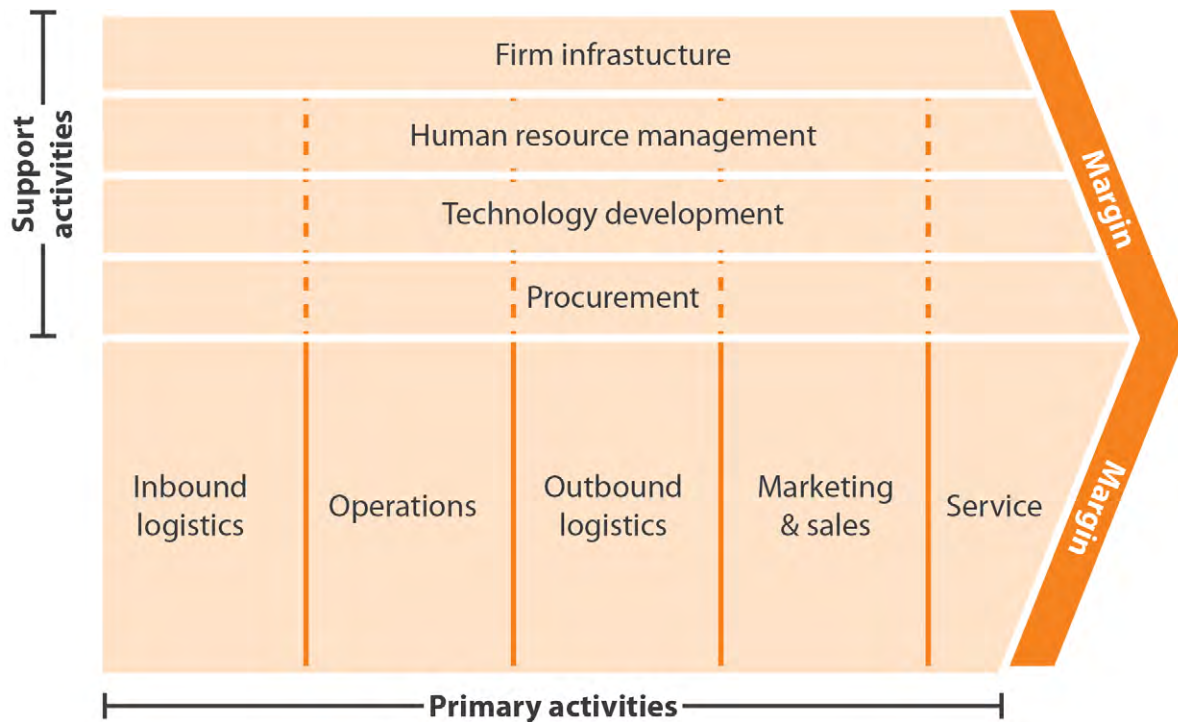 Support
activities
Firm infrastucture
Human resource management
Technology development
Procurement
Margin
Inbound
logistics
Operations
Outbound
logistics
Marketing
& sales
Service
Margin
Primary activities